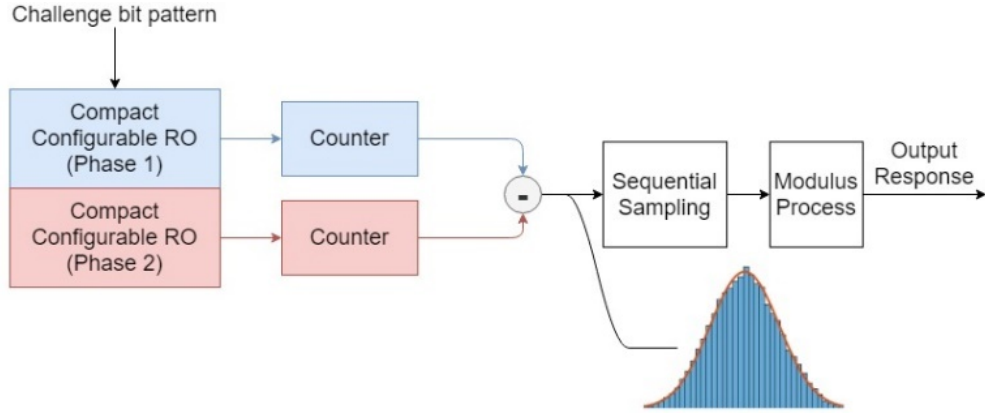 Challenge bit pattern
Compact
Configurable RO
(Phase 1)
Counter
Compact
Configurable RO
(Phase 2)
Counter
-
Sequential
Sampling
Modulus
Process
Output
Response